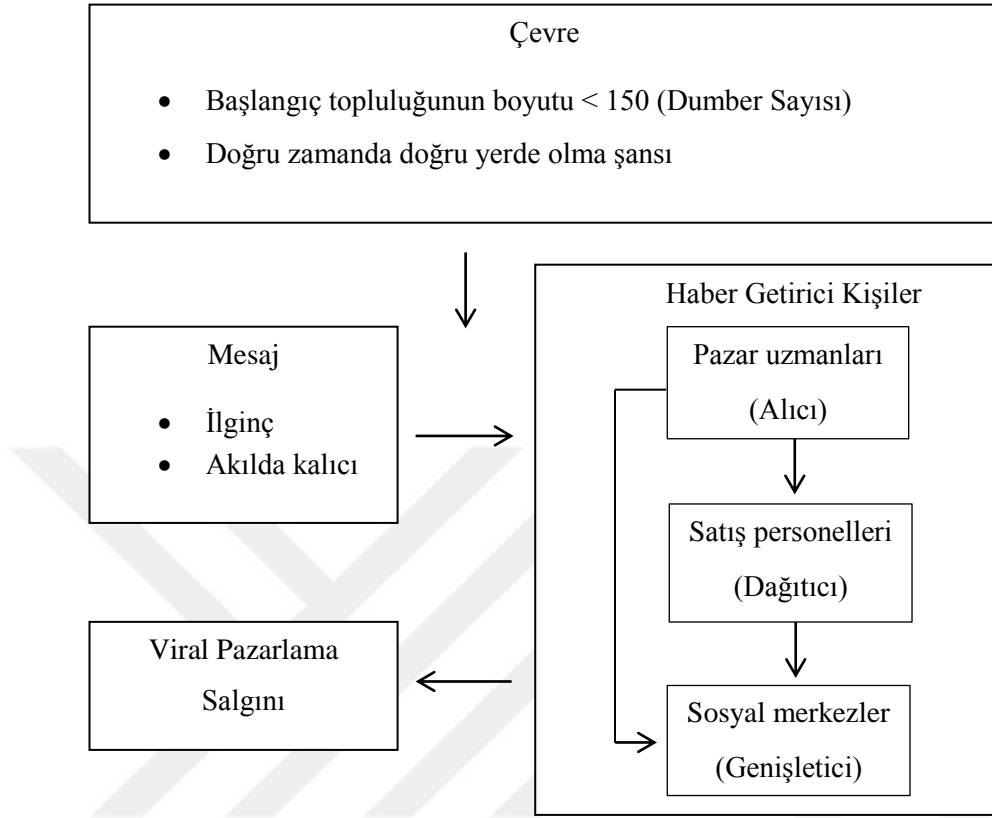 Çevre
• Başlangıç topluluğunun boyutu < 150 (Dumber Sayısı)
• Doğru zamanda doğru yerde olma şansı
Mesaj
• İlginç
• Akılda kalıcı
Haber Getirici Kişiler
Pazar uzmanları
(Alıcı)
Satış personelleri
(Dağıtıcı)
Sosyal merkezler
(Genişletici)
Viral Pazarlama
Salgını